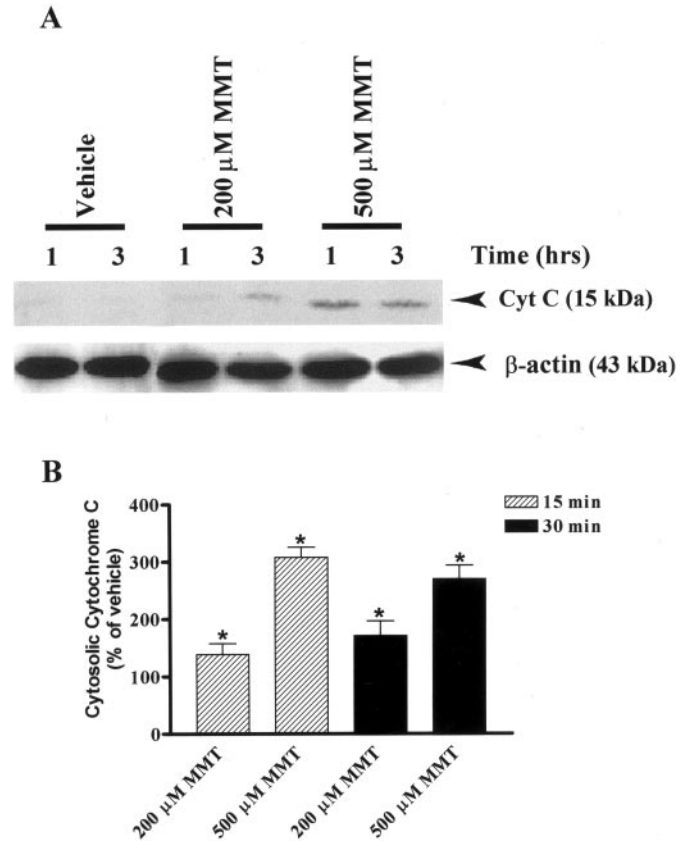 A
Vehicle
200 μM MMT
500 μM MMT
1 3 1 3 1 3 Time (hrs)
Cyt C (15 kDa)
β-actin (43 kDa)
B
Cytosolic Cytochrome C
(% of vehicle)
400
300
200
100
0
* * * *
15 min
30 min
200 μM MMT
500 μM MMT
200 μM MMT
500 μM MMT